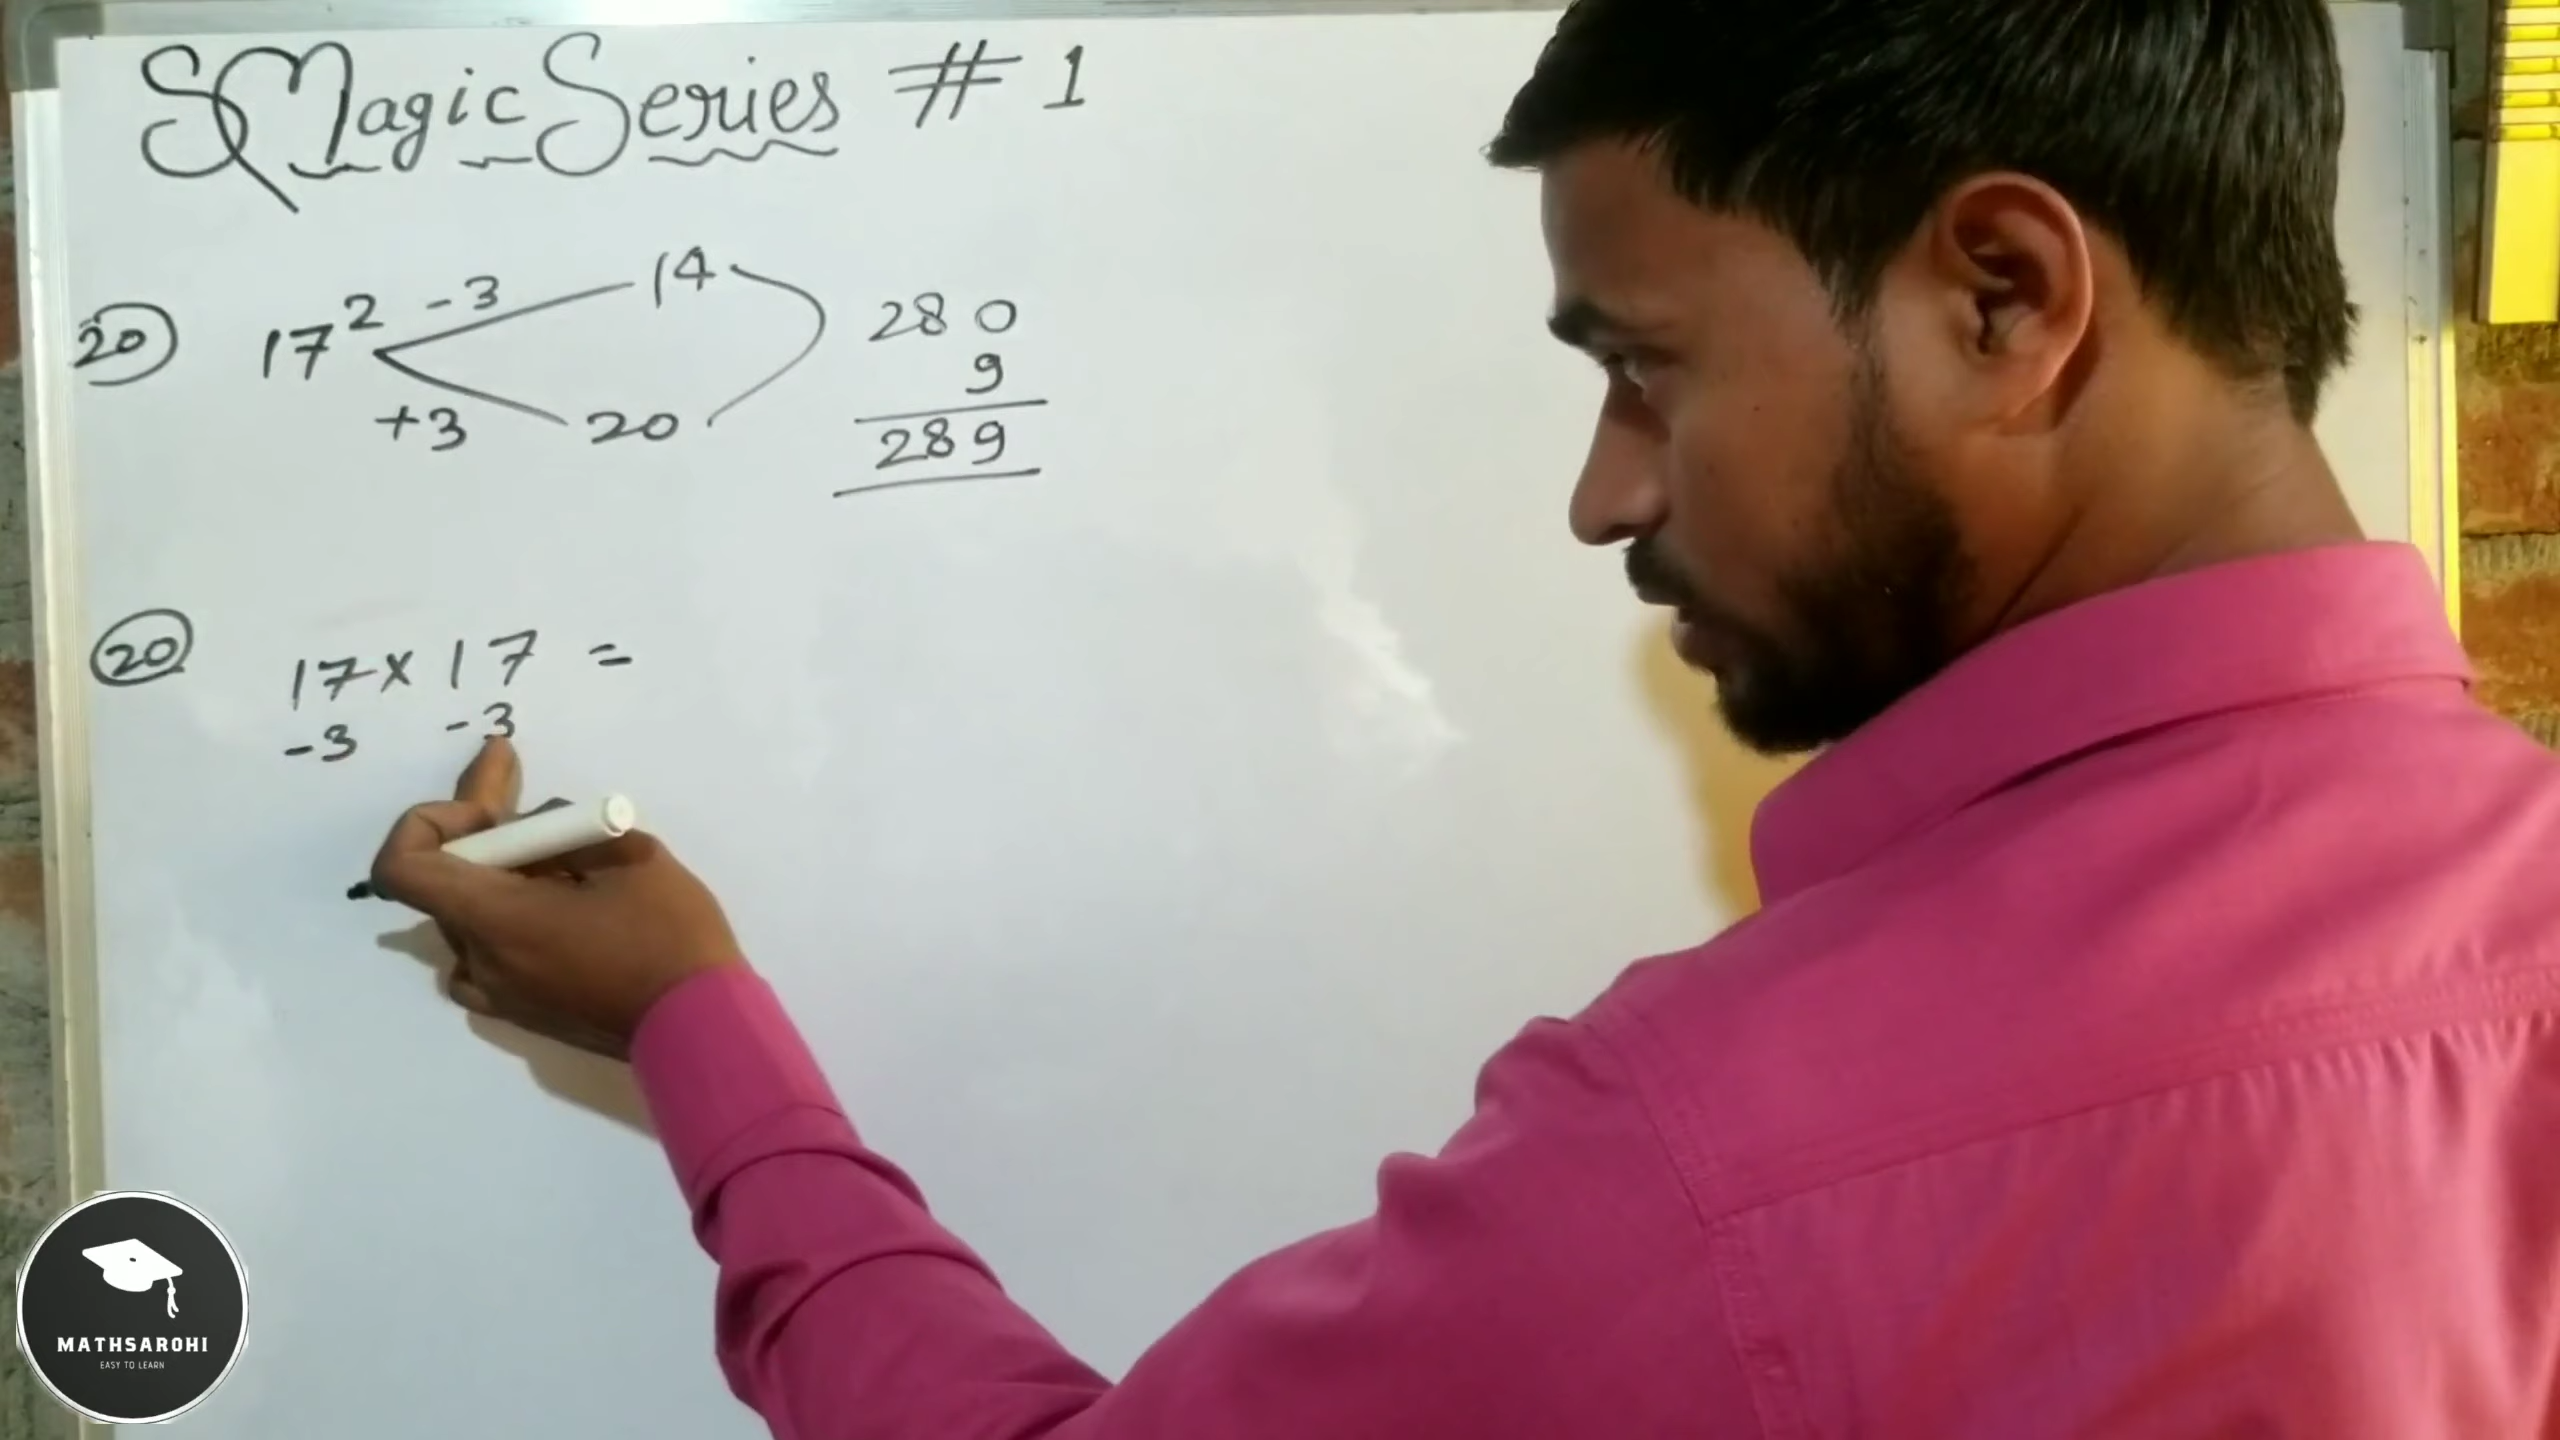 Magic Series # 1
20 17² -3 14 280
9
+3 20 289
20 17 x 17 =
-3 -3
MATHSAROHI
EASY TO LEARN